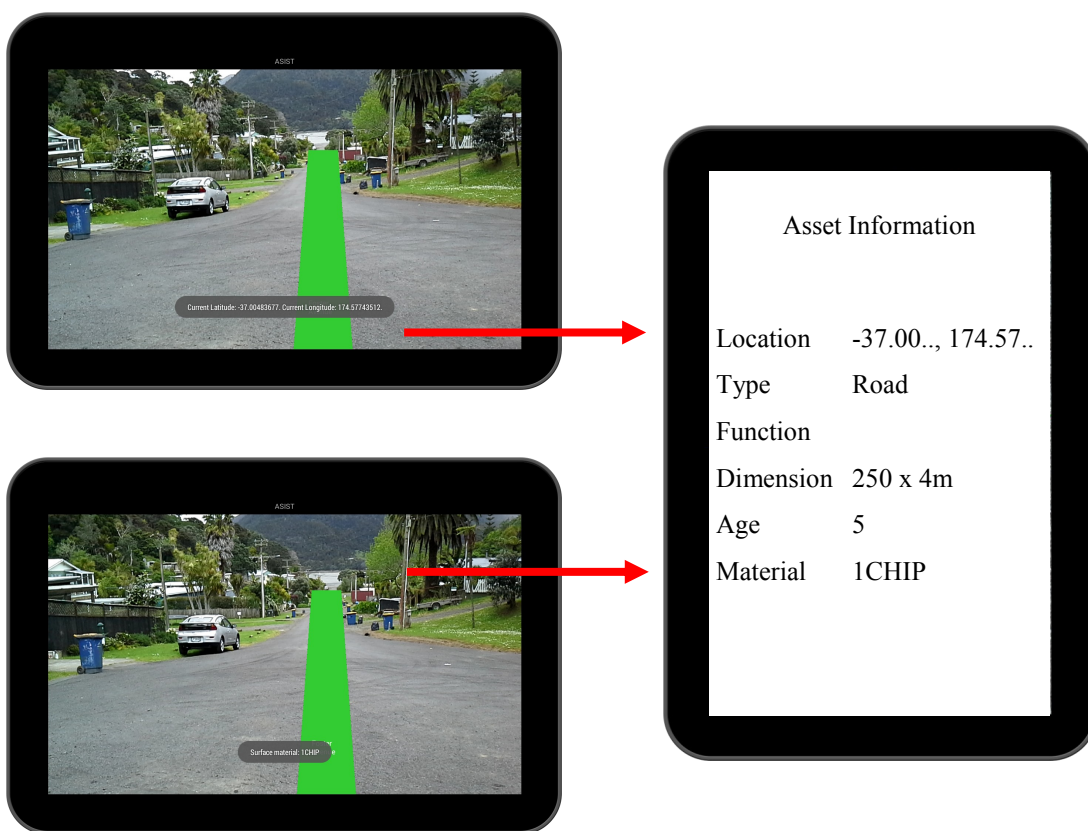 ASIST
Current Latitude: -37.00483677. Current Longitude: 174.57743512.
ASIST
Surface material: 1CHIP
Asset Information
Location -37.00.., 174.57..
Type Road
Function
Dimension 250 x 4m
Age 5
Material 1CHIP